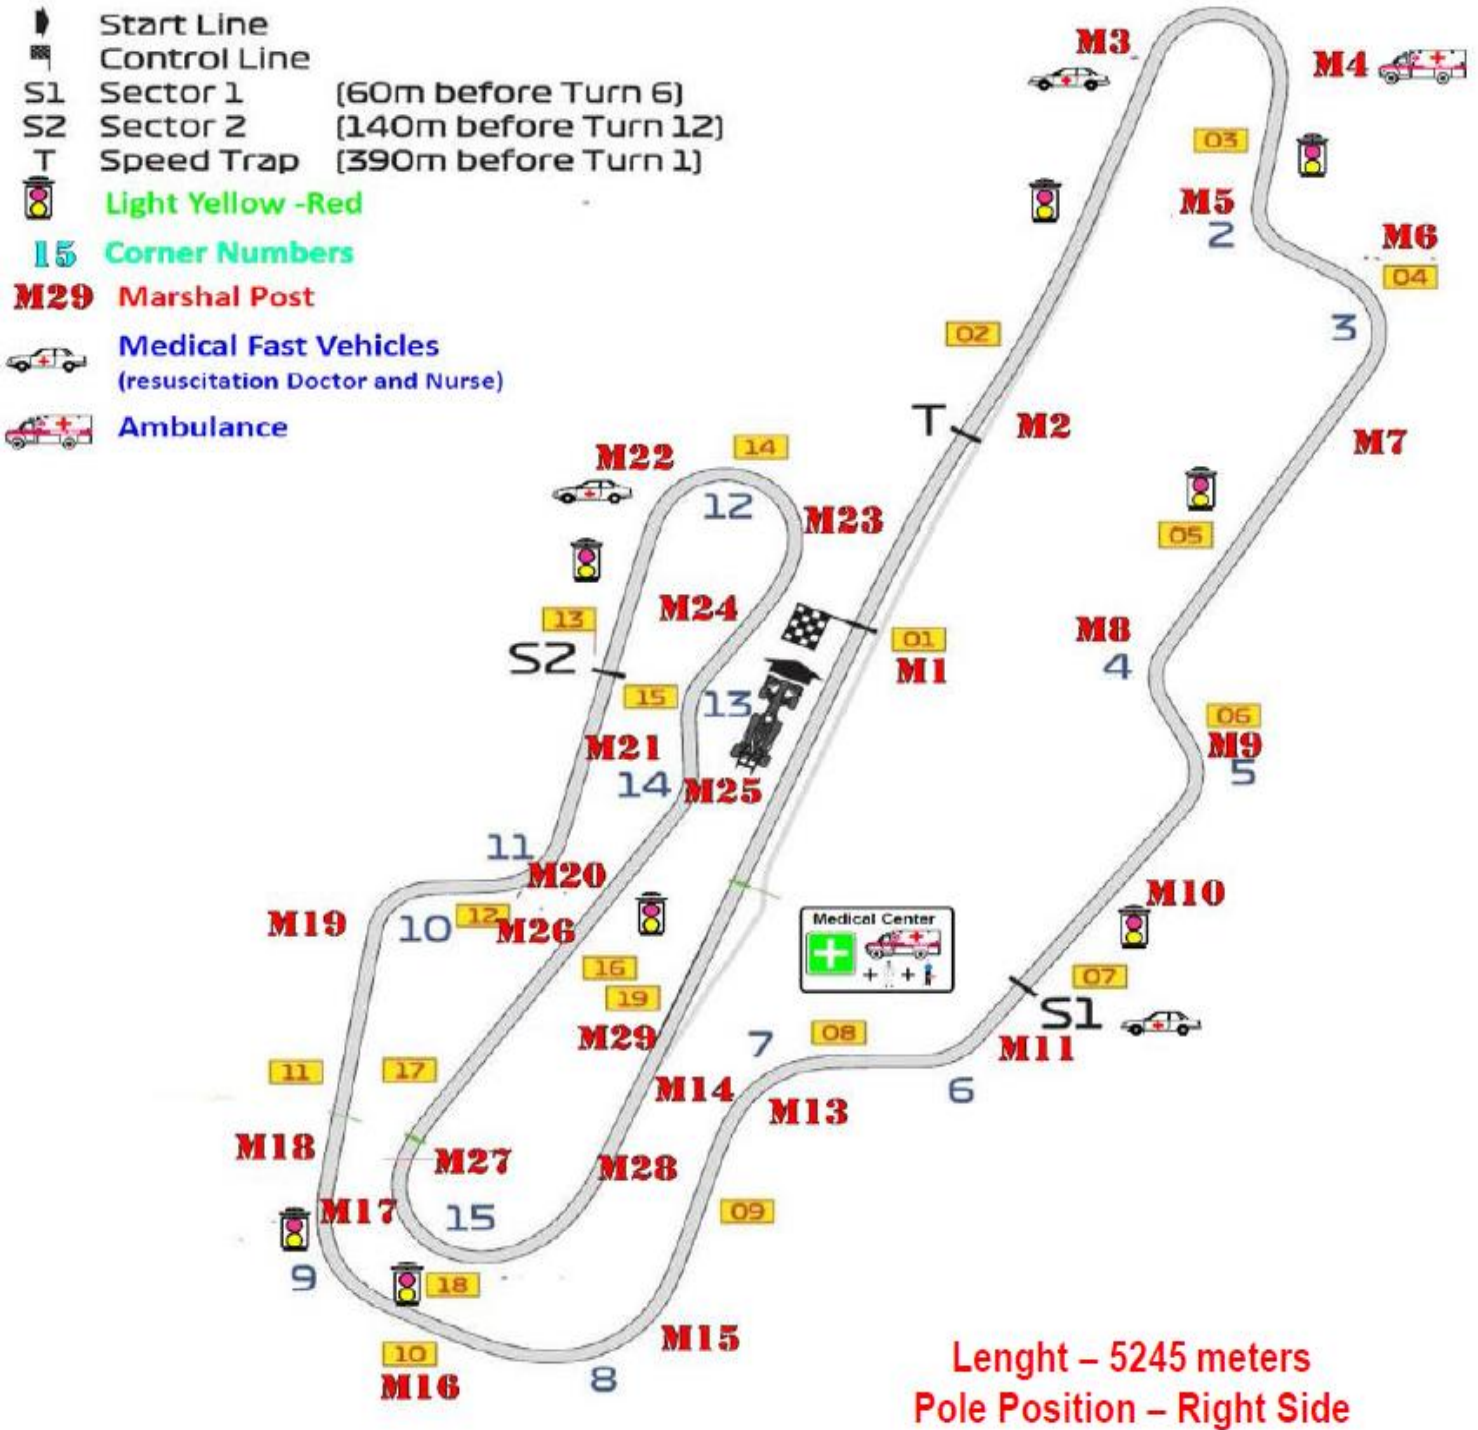 Start Line
Control Line
S1 Sector 1 (60m before Turn 6)
S2 Sector 2 (140m before Turn 12)
T Speed Trap (390m before Turn 1)
Light Yellow -Red
15 Corner Numbers
M29 Marshal Post
Medical Fast Vehicles
(resuscitation Doctor and Nurse)
Ambulance
M3
M4
03
M5
2
M6
04
3
02
T
M2
M7
M22
14
12
M23
05
13
M24
S2
01
M1
M8
4
15
13
M21
14
M25
06
M9
5
11
M20
M19
10
12
M26
M10
Medical Center
16
19
M29
07
S1
M11
08
7
6
11
17
M14
M13
M18
M27
M28
M17
15
09
9
18
10
M16
M15
8
Lenght – 5245 meters
Pole Position – Right Side